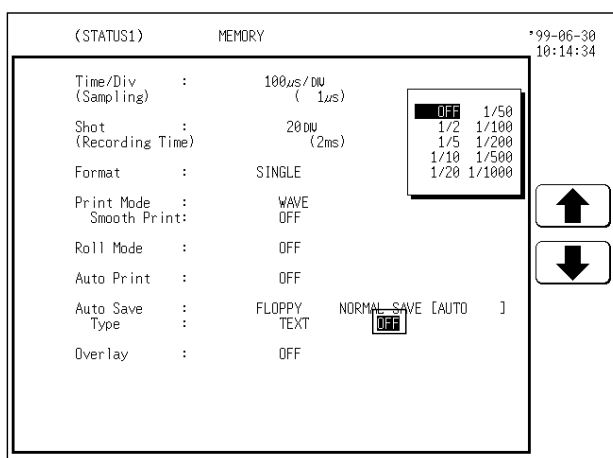 (STATUS1) MEMORY '99-06-30
10:14:34
Time/Div : 100μs/DIV
(Sampling) ( 1μs)
Shot : 20DIV
(Recording Time) (2ms)
Format : SINGLE
Print Mode : WAVE
Smooth Print: OFF
Roll Mode : OFF
Auto Print : OFF
Auto Save : FLOPPY NORMAL SAVE [AUTO ]
Type : TEXT OFF
Overlay : OFF
OFF 1/50
1/2 1/100
1/5 1/200
1/10 1/500
1/20 1/1000